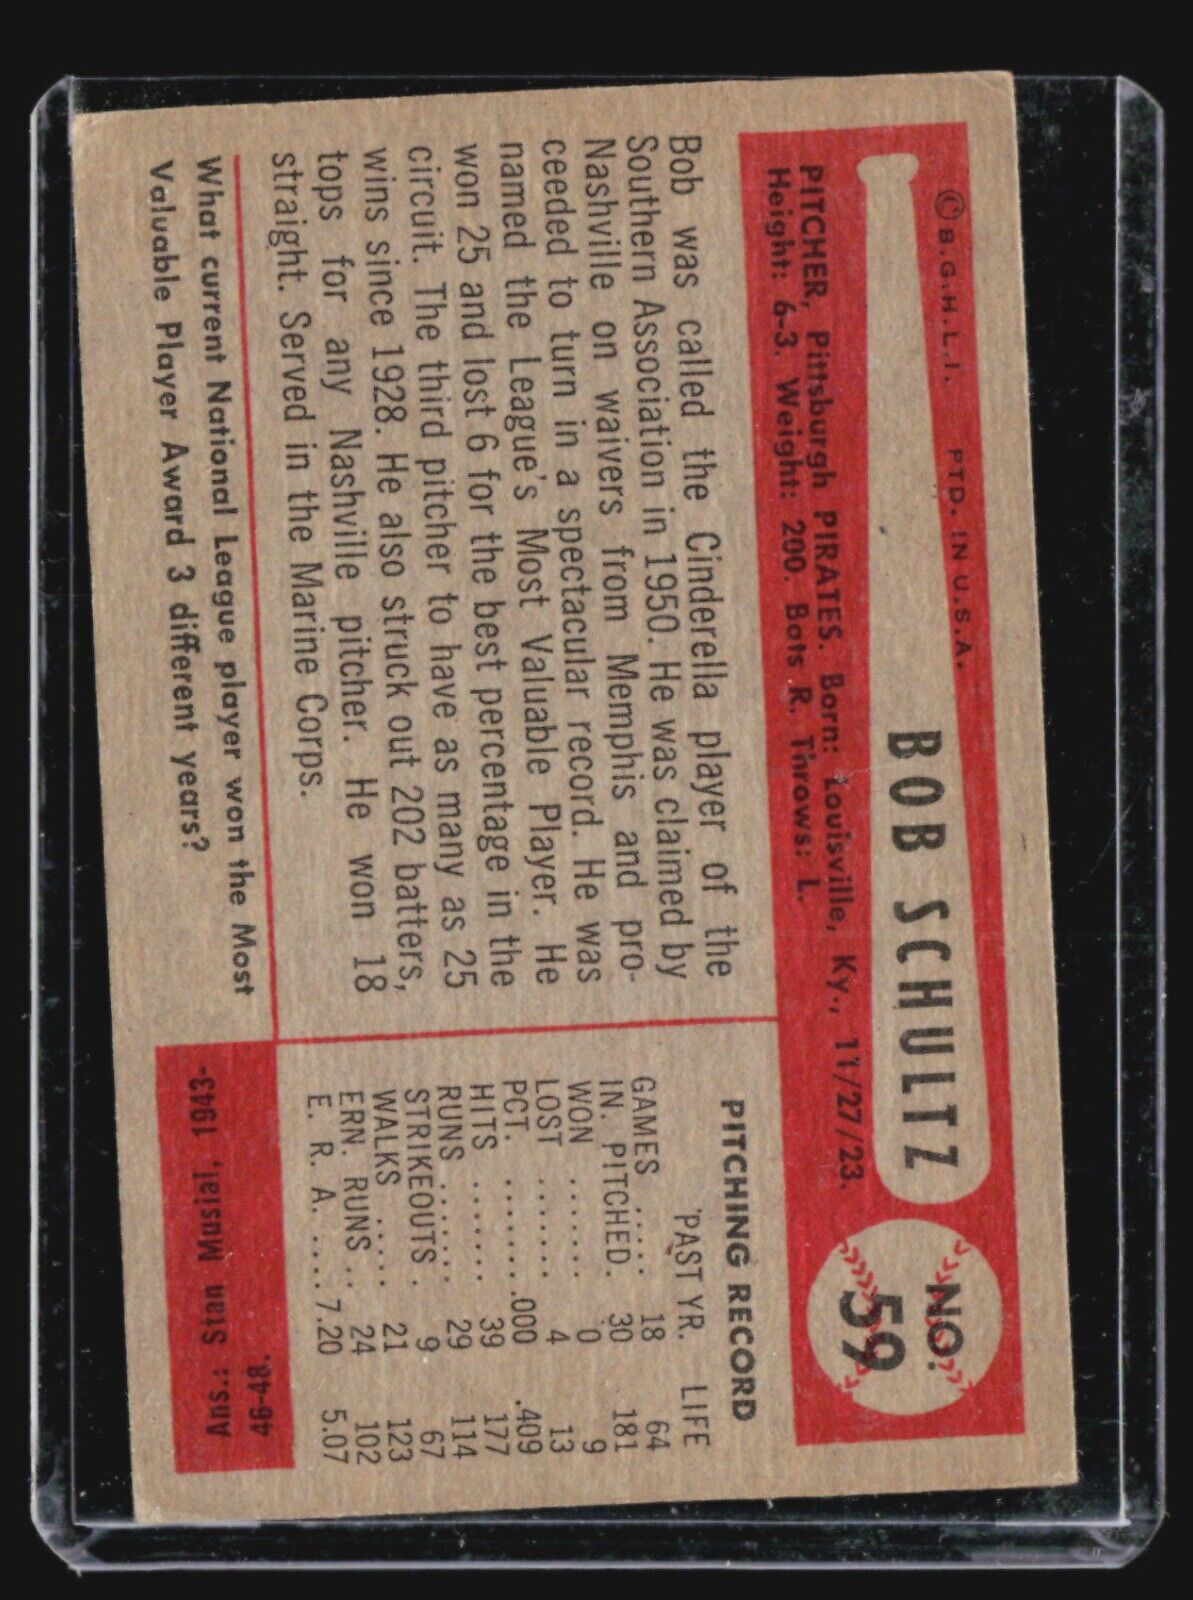 © B.G.H.L.I. PTD. IN U.S.A.
BOB SCHULTZ
NO. 59
PITCHER, Pittsburgh PIRATES. Born: Louisville, Ky., 11/27/23.
Height: 6-3. Weight: 200. Bats R. Throws: L.
Bob was called the Cinderella player of the
Southern Association in 1950. He was claimed by
Nashville on waivers from Memphis and pro-
ceeded to turn in a spectacular record. He was
named the League's Most Valuable Player. He
won 25 and lost 6 for the best percentage in the
circuit. The third pitcher to have as many as 25
wins since 1928. He also struck out 202 batters,
tops for any Nashville pitcher. He won 18
straight. Served in the Marine Corps.
PITCHING RECORD
PAST YR. LIFE
GAMES ..... 18 64
IN. PITCHED. 30 181
WON ....... 0 9
LOST ....... 4 13
PCT. ....... .000 .409
HITS ...... 39 177
RUNS ...... 29 114
STRIKEOUTS . 9 67
WALKS ..... 21 123
ERN. RUNS .. 24 102
E. R. A. .... 7.20 5.07
What current National League player won the Most
Valuable Player Award 3 different years?
Ans.: Stan Musial, 1943-
46-48.